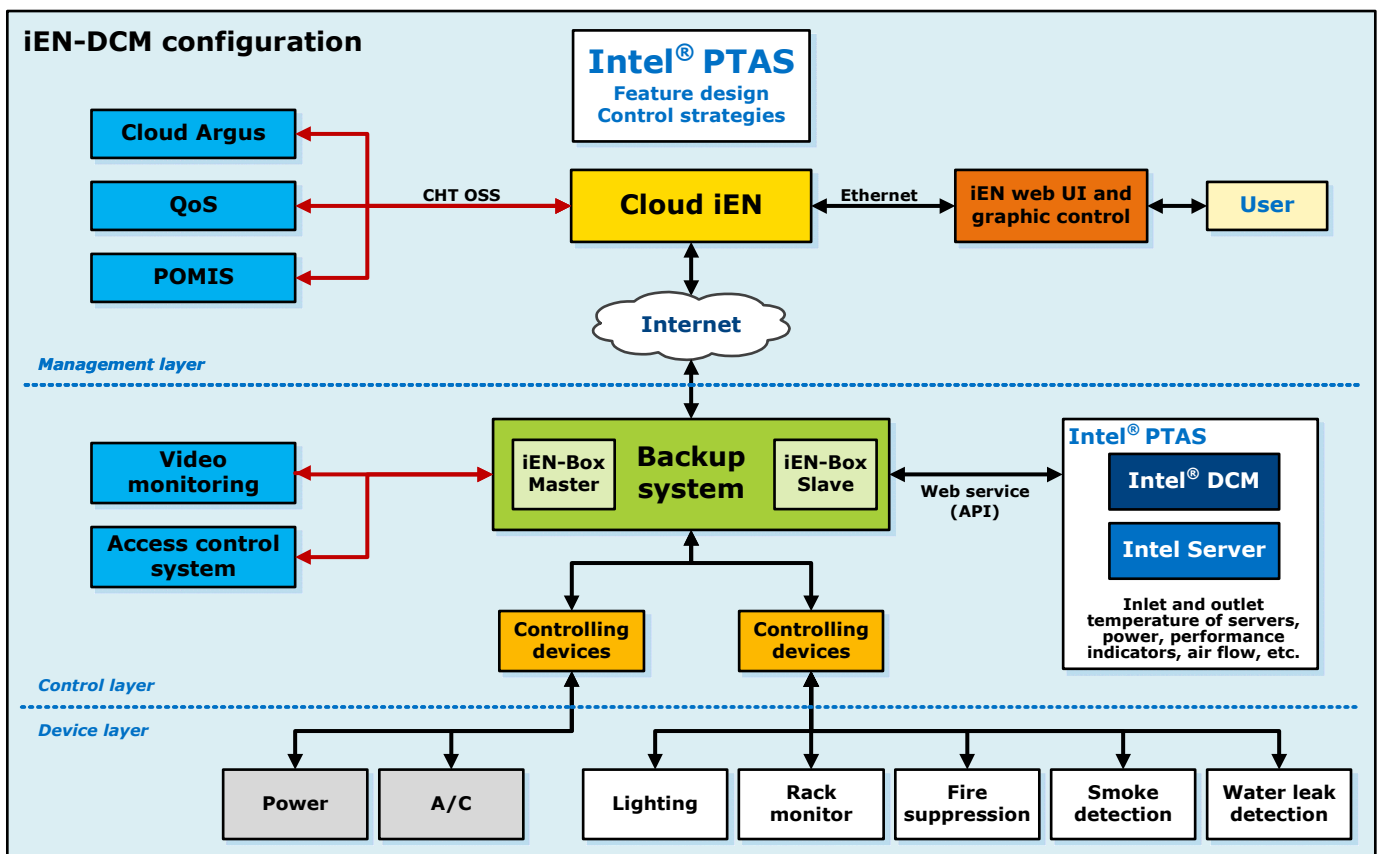 iEN-DCM configuration
Intel® PTAS
Feature design
Control strategies
Cloud Argus
QoS
POMIS
CHT OSS
Cloud iEN
Ethernet
iEN web UI and
graphic control
User
Internet
Management layer
Video
monitoring
Access control
system
iEN-Box
Master
Backup
system
iEN-Box
Slave
Web service
(API)
Intel® PTAS
Intel® DCM
Intel Server
Inlet and outlet
temperature of servers,
power, performance
indicators, air flow, etc.
Controlling
devices
Controlling
devices
Control layer
Device layer
Power
A/C
Lighting
Rack
monitor
Fire
suppression
Smoke
detection
Water leak
detection